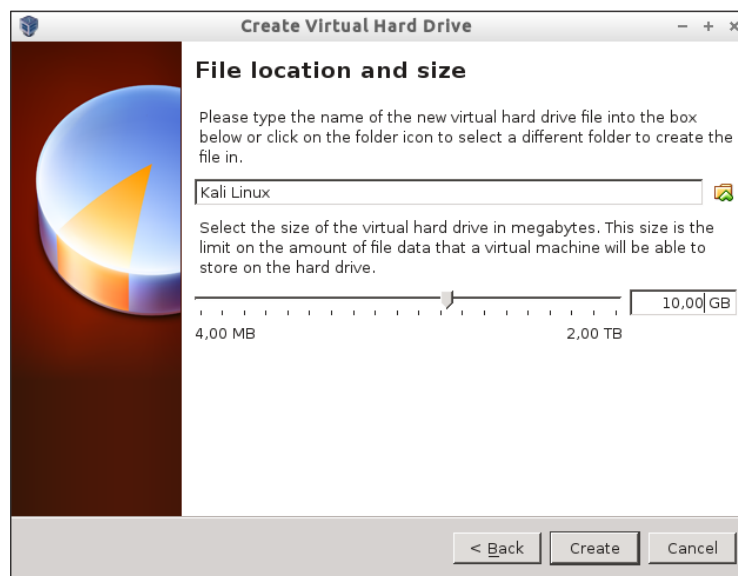 Create Virtual Hard Drive
File location and size
Please type the name of the new virtual hard drive file into the box
below or click on the folder icon to select a different folder to create the
file in.
Kali Linux
Select the size of the virtual hard drive in megabytes. This size is the
limit on the amount of file data that a virtual machine will be able to
store on the hard drive.
10,00 GB
4,00 MB 2,00 TB
< Back Create Cancel